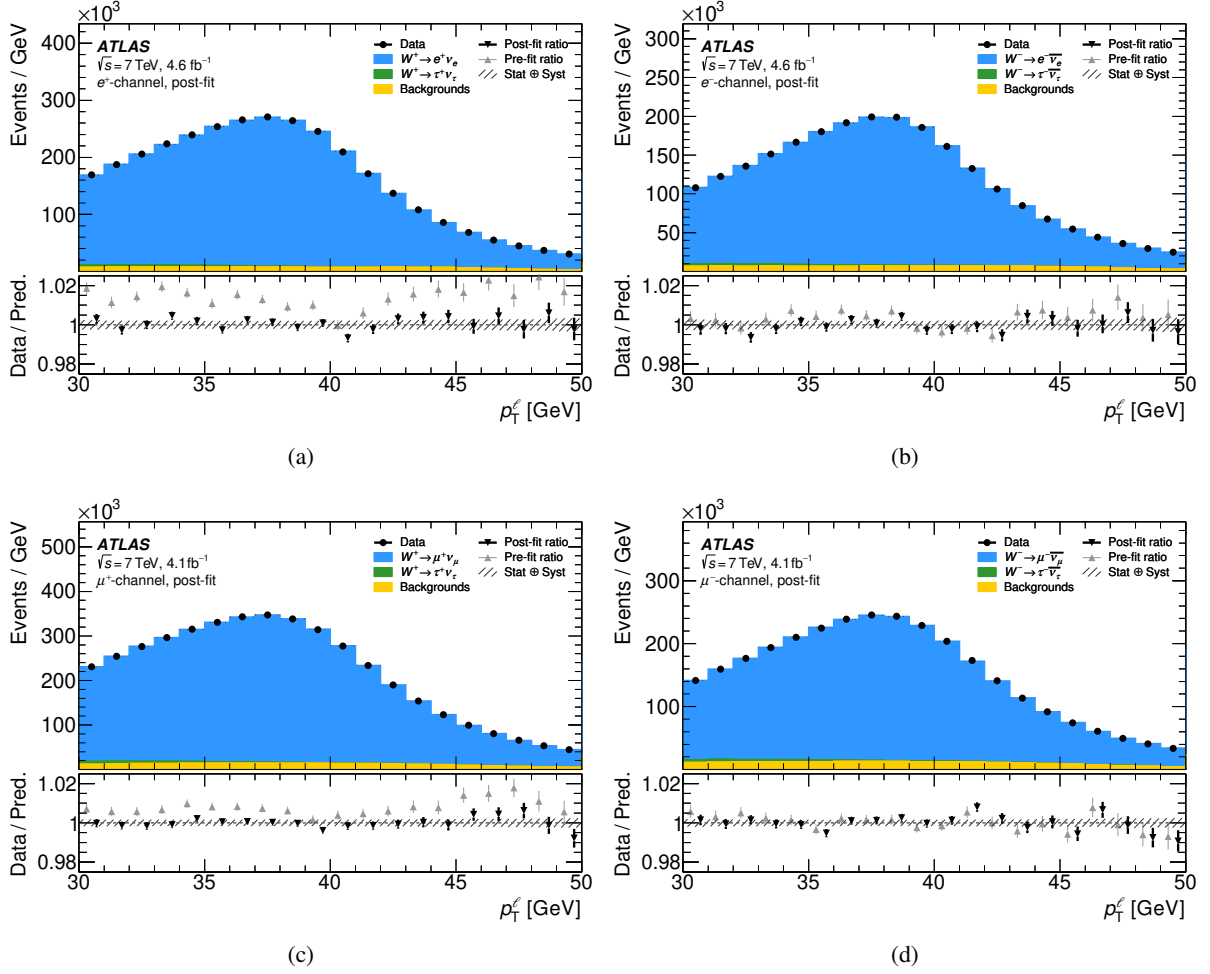 ×10³
Events / GeV
400
300
200
100
ATLAS
√s = 7 TeV, 4.6 fb⁻¹
e⁺-channel, post-fit
Data
W⁺→ e⁺ν_e
W⁺→ τ⁺ν_τ
Backgrounds
Post-fit ratio
Pre-fit ratio
Stat ⊕ Syst
Data / Pred.
1.02
1
0.98
30 35 40 45 50
p_T^ℓ [GeV]
(a)
×10³
Events / GeV
300
250
200
150
100
50
ATLAS
√s = 7 TeV, 4.6 fb⁻¹
e⁻-channel, post-fit
Data
W⁻→ e⁻ν̅_e
W⁻→ τ⁻ν̅_τ
Backgrounds
Post-fit ratio
Pre-fit ratio
Stat ⊕ Syst
Data / Pred.
1.02
1
0.98
30 35 40 45 50
p_T^ℓ [GeV]
(b)
×10³
Events / GeV
500
400
300
200
100
ATLAS
√s = 7 TeV, 4.1 fb⁻¹
μ⁺-channel, post-fit
Data
W⁺→ μ⁺ν_μ
W⁺→ τ⁺ν_τ
Backgrounds
Post-fit ratio
Pre-fit ratio
Stat ⊕ Syst
Data / Pred.
1.02
1
0.98
30 35 40 45 50
p_T^ℓ [GeV]
(c)
×10³
Events / GeV
300
200
100
ATLAS
√s = 7 TeV, 4.1 fb⁻¹
μ⁻-channel, post-fit
Data
W⁻→ μ⁻ν̅_μ
W⁻→ τ⁻ν̅_τ
Backgrounds
Post-fit ratio
Pre-fit ratio
Stat ⊕ Syst
Data / Pred.
1.02
1
0.98
30 35 40 45 50
p_T^ℓ [GeV]
(d)